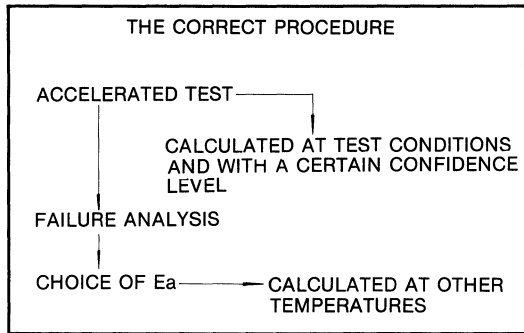 THE CORRECT PROCEDURE
ACCELERATED TEST
CALCULATED AT TEST CONDITIONS
AND WITH A CERTAIN CONFIDENCE
LEVEL
FAILURE ANALYSIS
CHOICE OF Ea
CALCULATED AT OTHER
TEMPERATURES